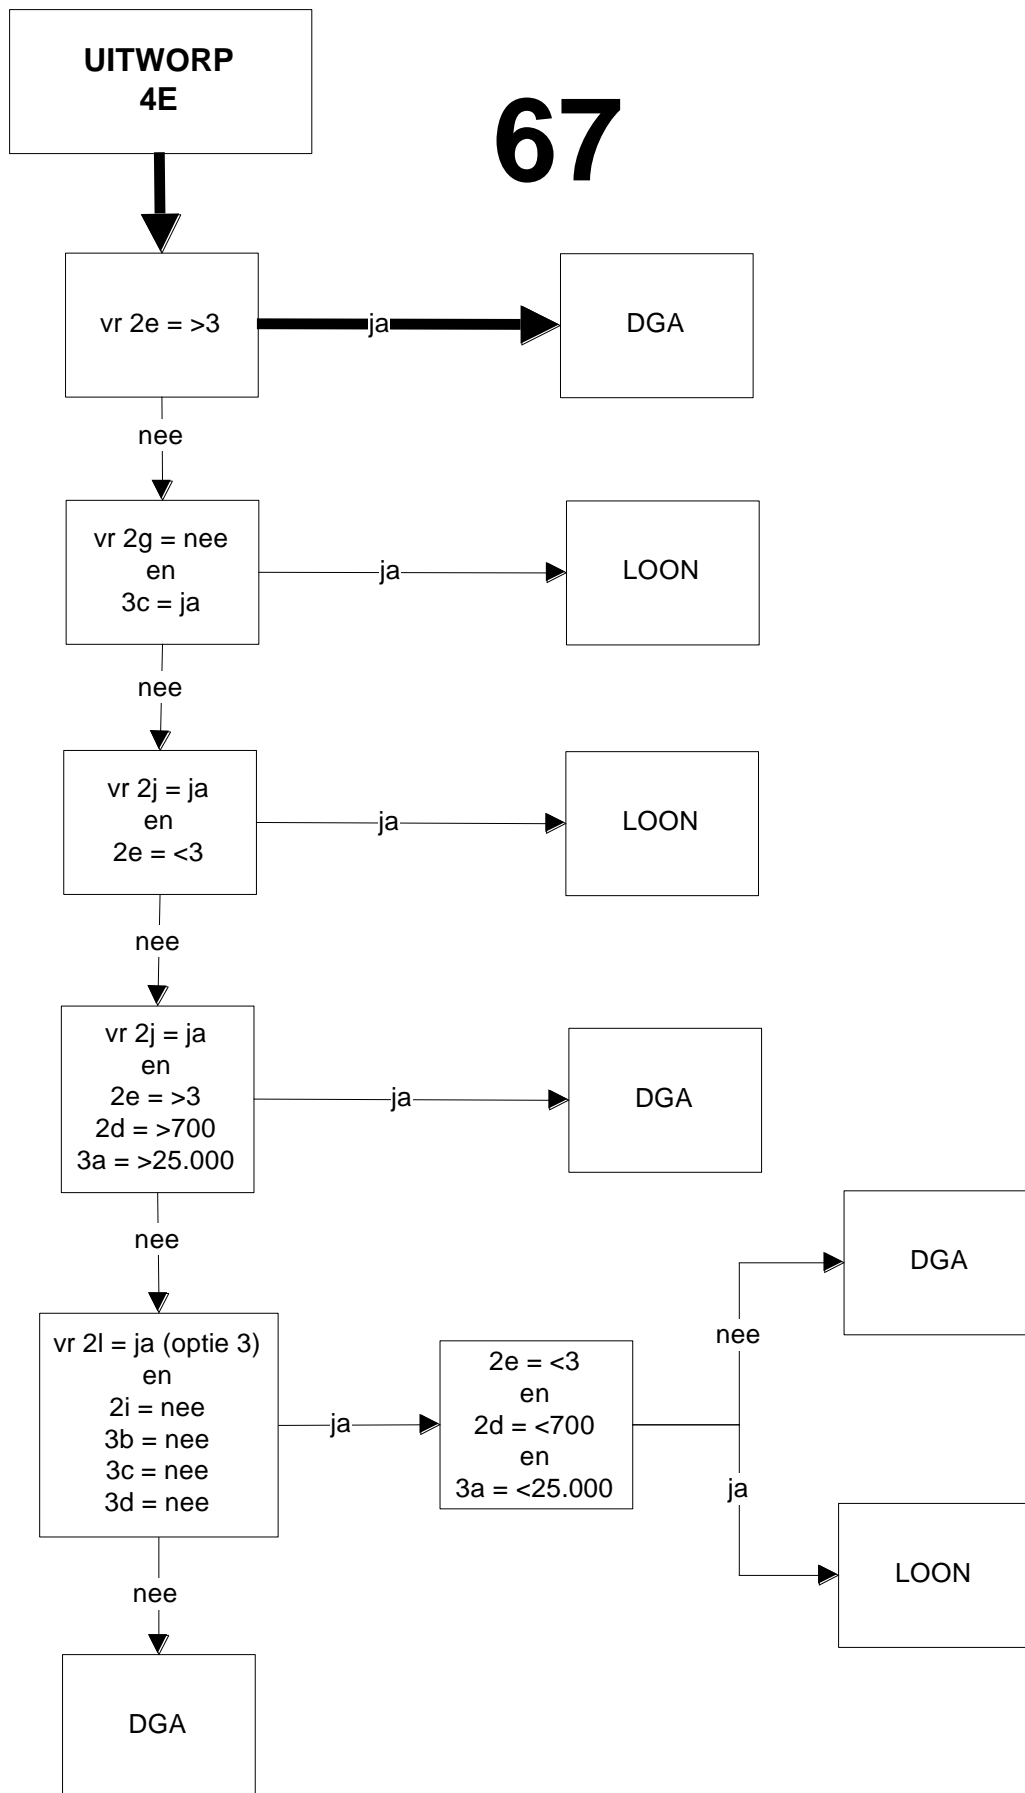 UITWORP
4E
67
vr 2e = >3
ja
DGA
nee
vr 2g = nee
en
3c = ja
ja
LOON
nee
vr 2j = ja
en
2e = <3
ja
LOON
nee
vr 2j = ja
en
2e = >3
2d = >700
3a = >25.000
ja
DGA
nee
vr 2l = ja (optie 3)
en
2i = nee
3b = nee
3c = nee
3d = nee
ja
2e = <3
en
2d = <700
en
3a = <25.000
nee
DGA
ja
LOON
nee
DGA